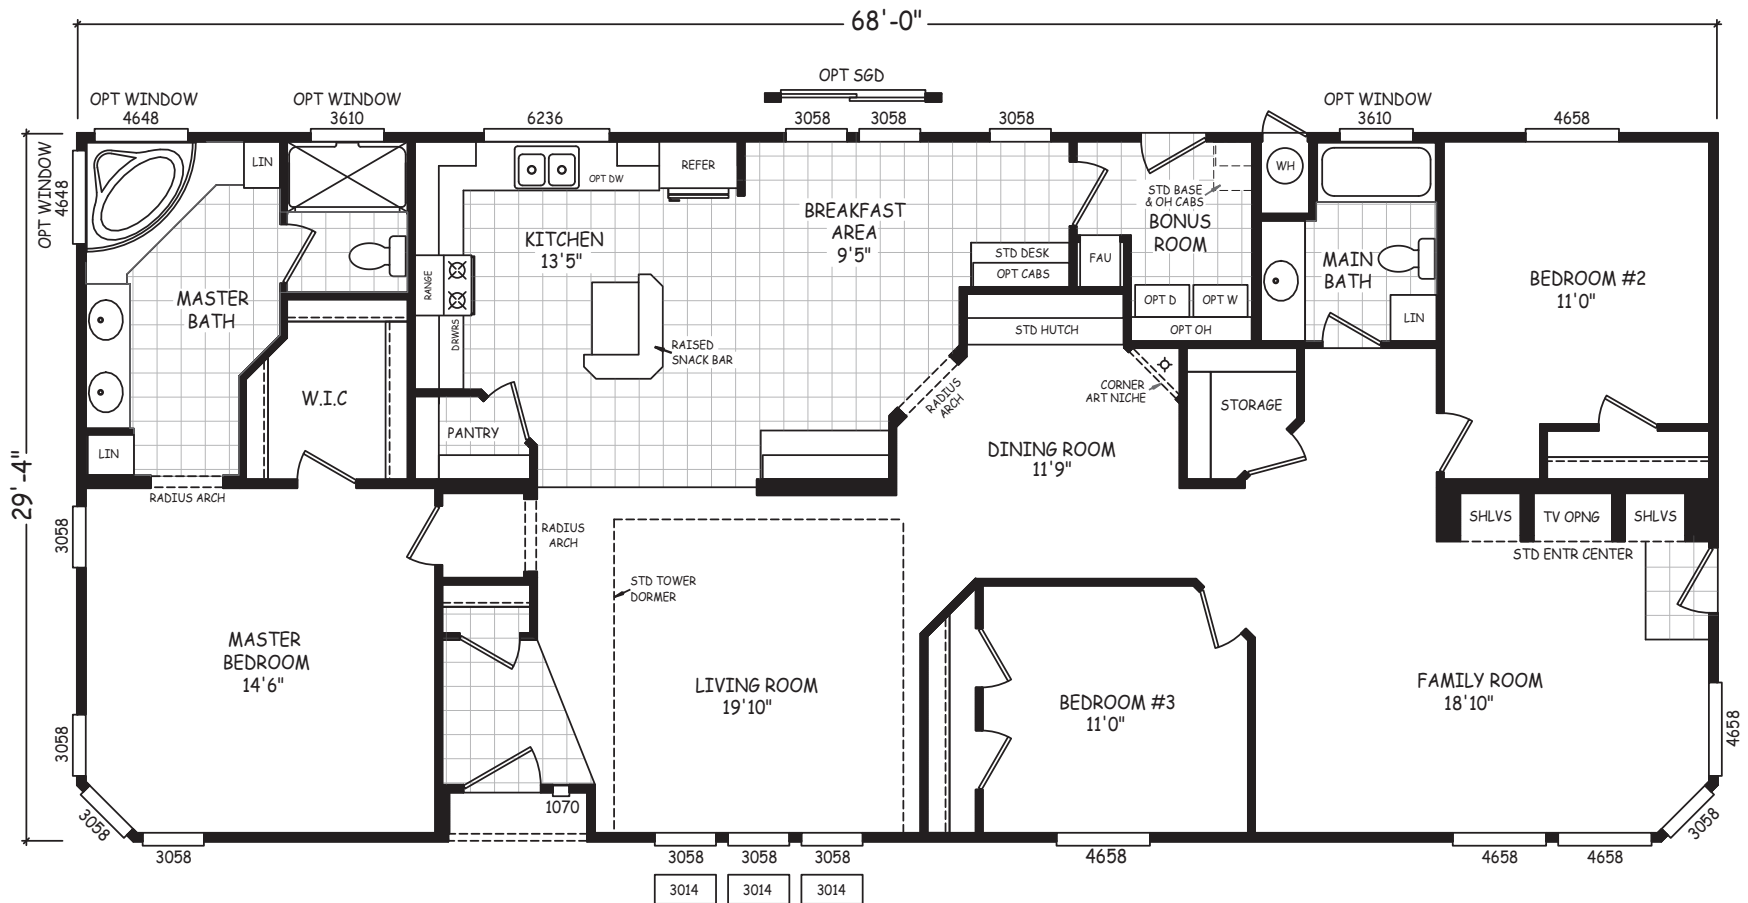 68'-0"
OPT SGD
OPT WINDOW
4648
OPT WINDOW
3610
6236
3058
3058
3058
OPT WINDOW
3610
4658
OPT WINDOW
4648
LIN
OPT DW
REFER
WH
STD BASE
& OH CABS
BONUS
ROOM
KITCHEN
13'5"
BREAKFAST
AREA
9'5"
STD DESK
OPT CABS
FAU
MAIN
BATH
BEDROOM #2
11'0"
MASTER
BATH
RANGE
DRWRS
RAISED
SNACK BAR
STD HUTCH
OPT D
OPT W
OPT OH
LIN
W.I.C
RADIUS
ARCH
CORNER
ART NICHE
STORAGE
PANTRY
LIN
DINING ROOM
11'9"
29'-4"
RADIUS ARCH
3058
RADIUS
ARCH
SHLVS
TV OPNG
SHLVS
STD ENTR CENTER
STD TOWER
DORMER
MASTER
BEDROOM
14'6"
LIVING ROOM
19'10"
BEDROOM #3
11'0"
FAMILY ROOM
18'10"
3058
4658
3058
3058
1070
3058
3058
3058
3058
4658
4658
4658
3058
3014
3014
3014